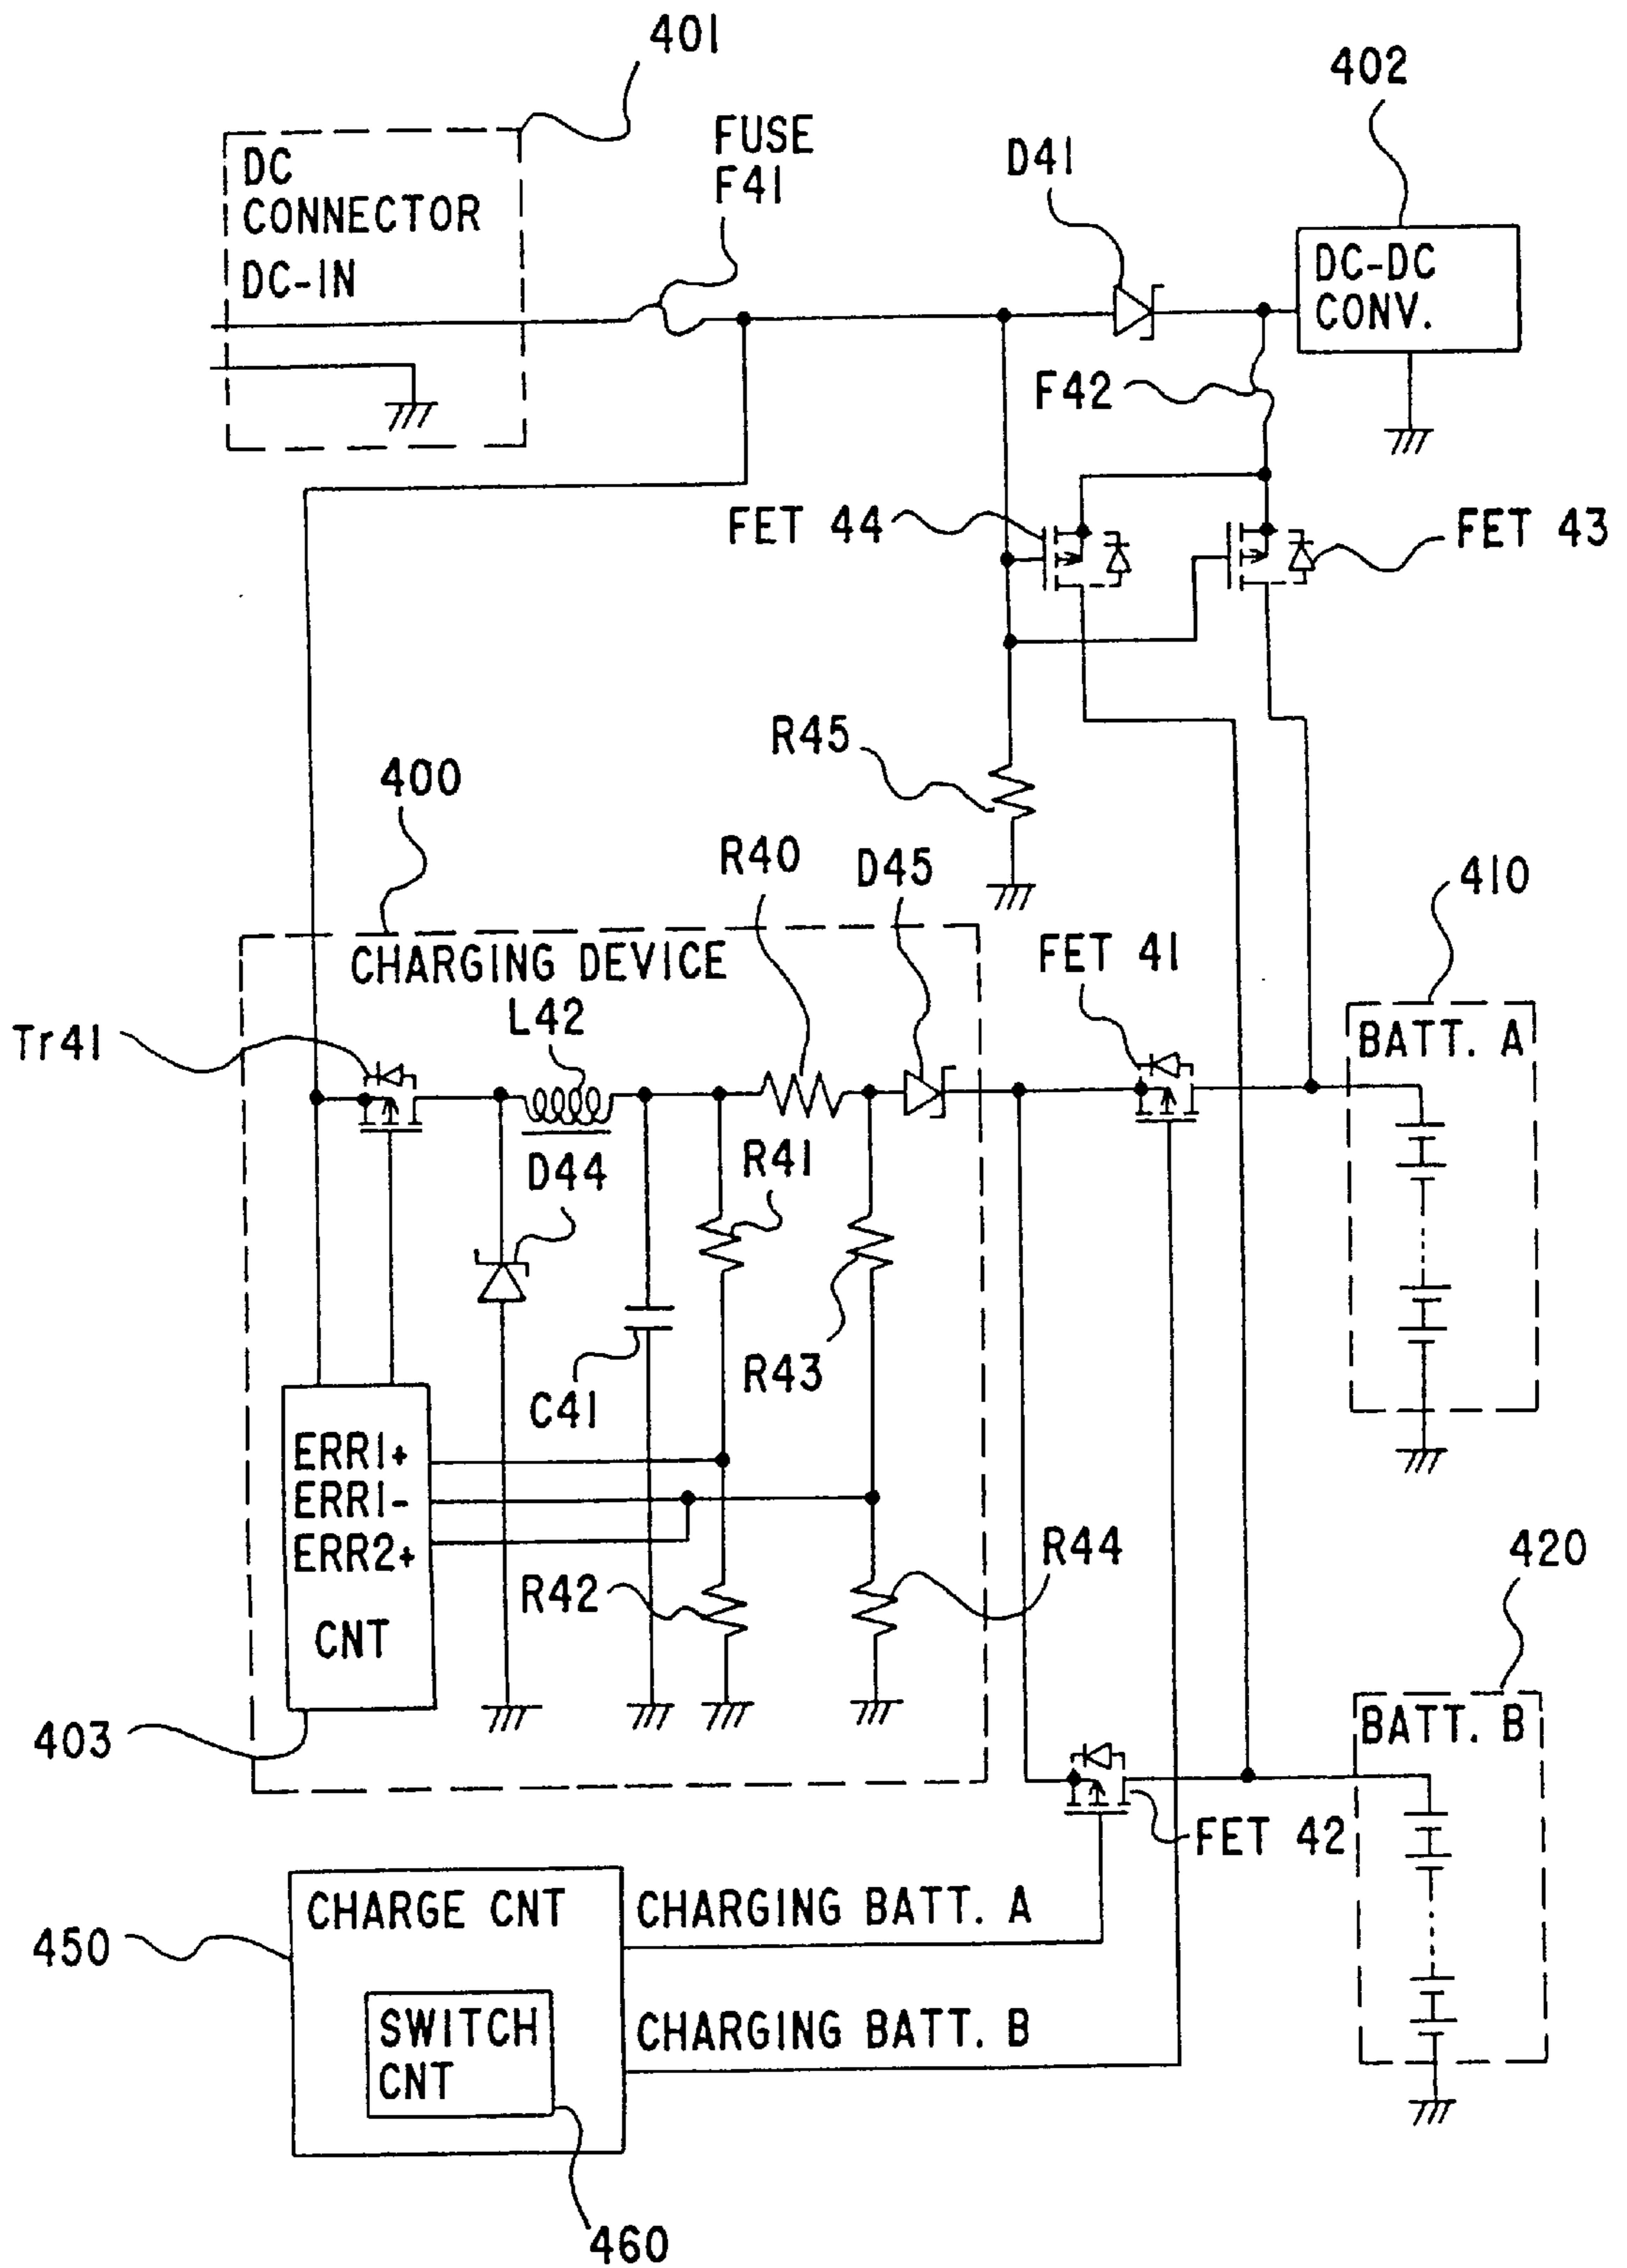 401
402
FUSE
F41
D41
DC
CONNECTOR
DC-IN
DC-DC
CONV.
F42
FET 44
FET 43
R45
400
R40
D45
410
CHARGING DEVICE
FET 41
L42
Tr41
BATT. A
D44
R41
R43
C41
ERR1+
ERR1-
ERR2+
CNT
R42
R44
420
403
BATT. B
FET 42
CHARGE CNT
CHARGING BATT. A
450
SWITCH
CNT
CHARGING BATT. B
460